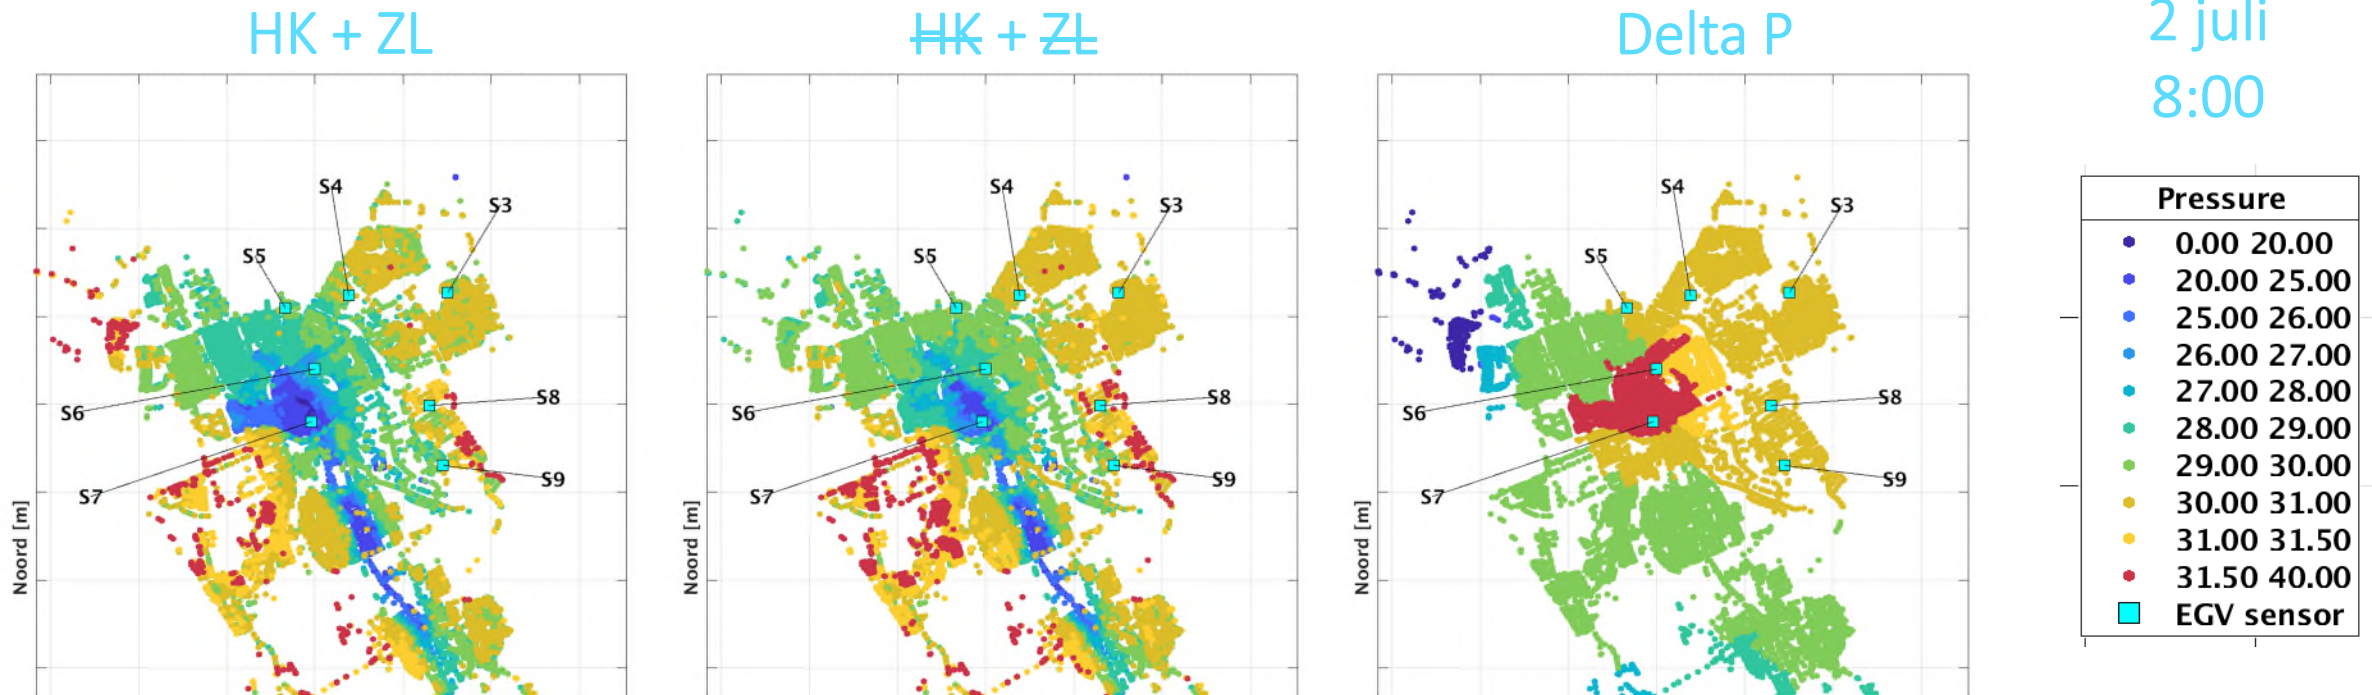 HK + ZL
HK + ZL
Delta P
2 juli
8:00
S4
S3
S5
S6
S8
S7
S9
Noord [m]
S4
S3
S5
S6
S8
S7
S9
Noord [m]
S4
S3
S5
S6
S8
S7
S9
Noord [m]
Pressure
0.00 20.00
20.00 25.00
25.00 26.00
26.00 27.00
27.00 28.00
28.00 29.00
29.00 30.00
30.00 31.00
31.00 31.50
31.50 40.00
EGV sensor